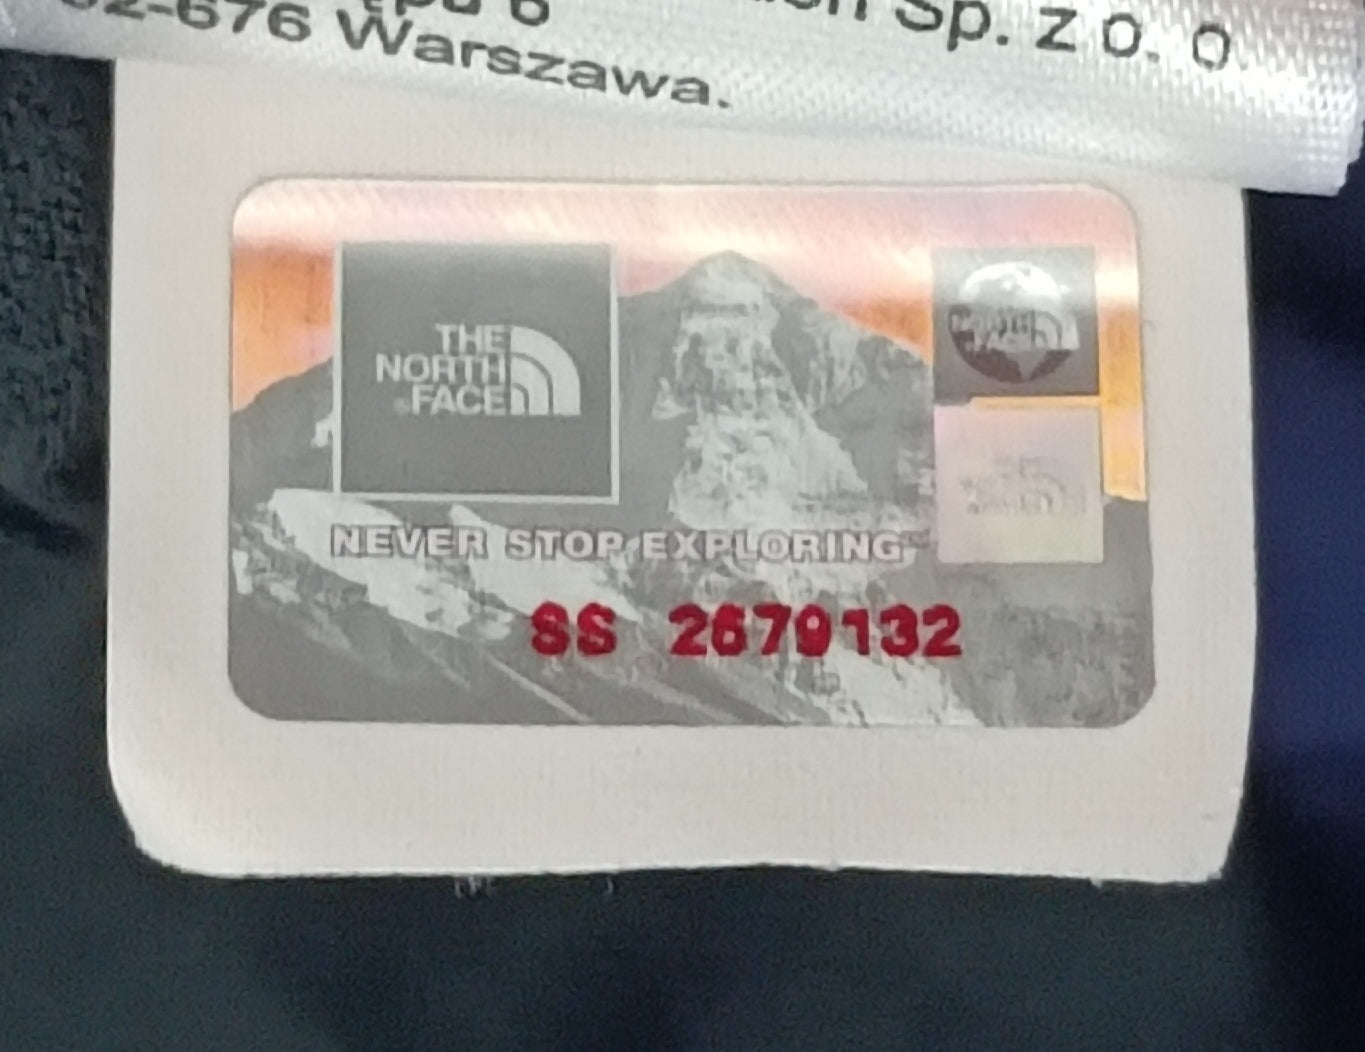 Sp. z o. o.
02-676 Warszawa.
THE
NORTH
FACE
NEVER STOP EXPLORING
SS 2679132